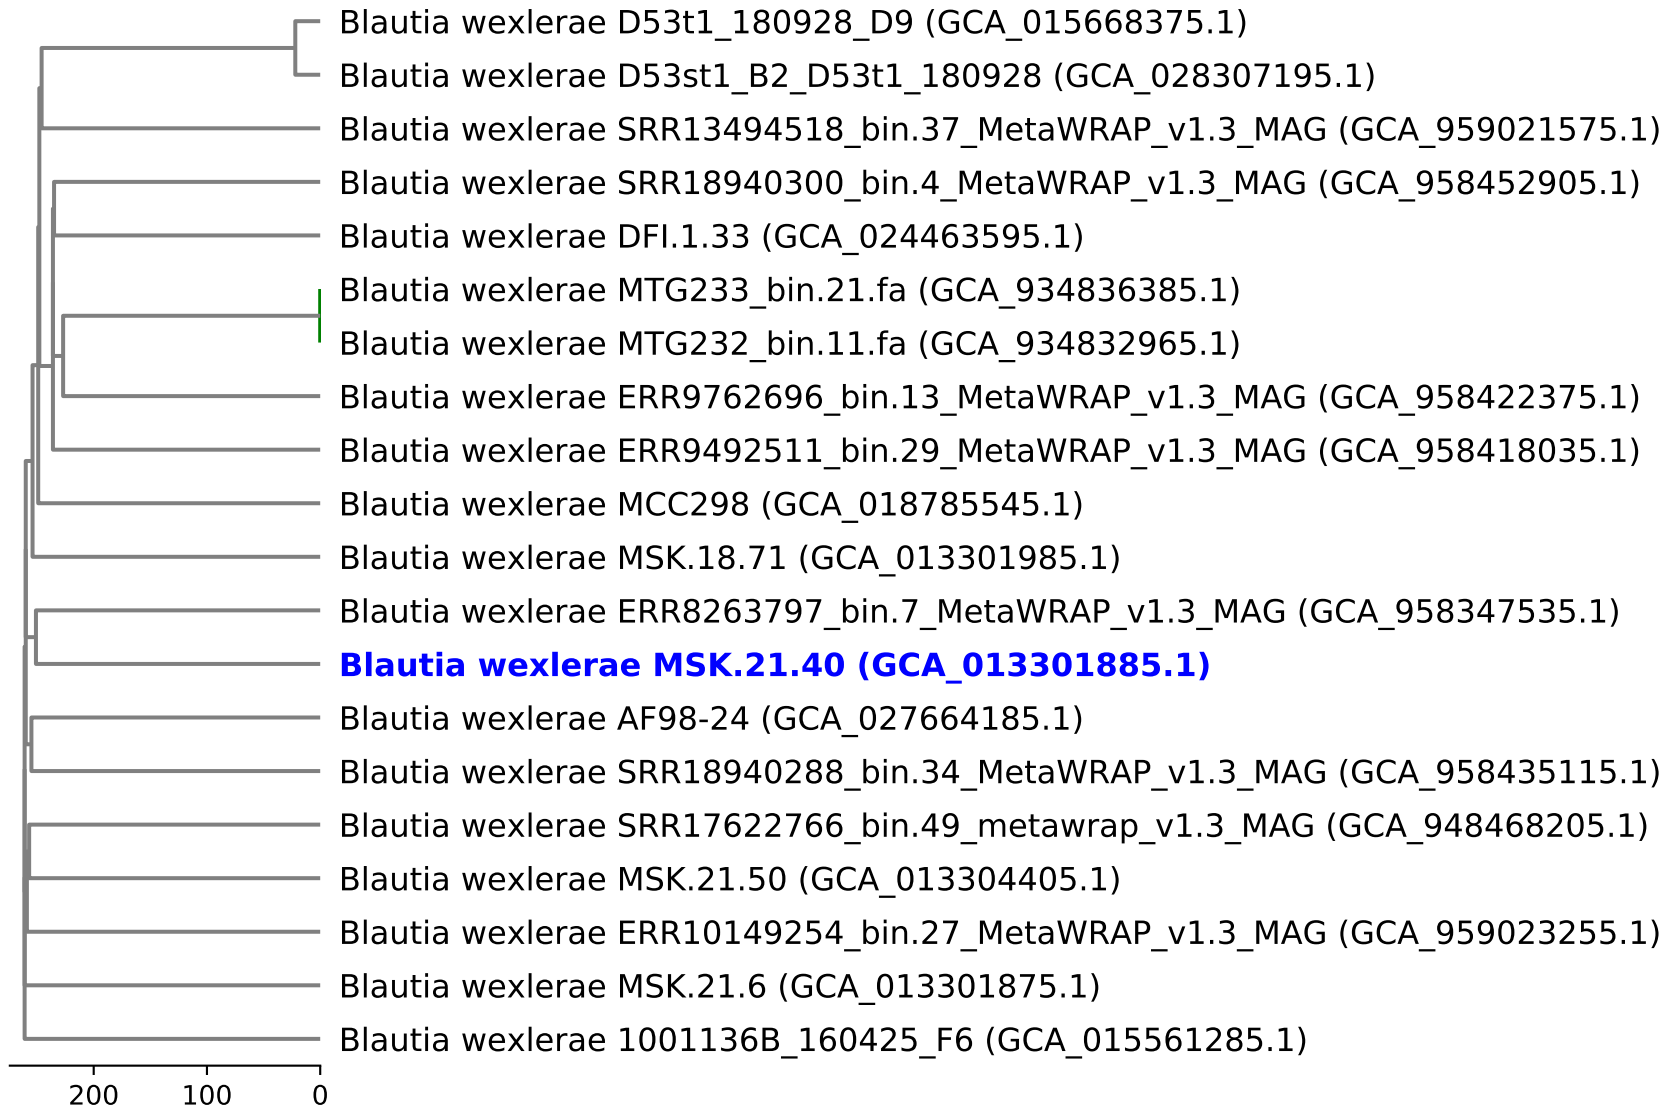 Blautia wexlerae D53t1_180928_D9 (GCA_015668375.1)
Blautia wexlerae D53st1_B2_D53t1_180928 (GCA_028307195.1)
Blautia wexlerae SRR13494518_bin.37_MetaWRAP_v1.3_MAG (GCA_959021575.1)
Blautia wexlerae SRR18940300_bin.4_MetaWRAP_v1.3_MAG (GCA_958452905.1)
Blautia wexlerae DFI.1.33 (GCA_024463595.1)
Blautia wexlerae MTG233_bin.21.fa (GCA_934836385.1)
Blautia wexlerae MTG232_bin.11.fa (GCA_934832965.1)
Blautia wexlerae ERR9762696_bin.13_MetaWRAP_v1.3_MAG (GCA_958422375.1)
Blautia wexlerae ERR9492511_bin.29_MetaWRAP_v1.3_MAG (GCA_958418035.1)
Blautia wexlerae MCC298 (GCA_018785545.1)
Blautia wexlerae MSK.18.71 (GCA_013301985.1)
Blautia wexlerae ERR8263797_bin.7_MetaWRAP_v1.3_MAG (GCA_958347535.1)
Blautia wexlerae MSK.21.40 (GCA_013301885.1)
Blautia wexlerae AF98-24 (GCA_027664185.1)
Blautia wexlerae SRR18940288_bin.34_MetaWRAP_v1.3_MAG (GCA_958435115.1)
Blautia wexlerae SRR17622766_bin.49_metawrap_v1.3_MAG (GCA_948468205.1)
Blautia wexlerae MSK.21.50 (GCA_013304405.1)
Blautia wexlerae ERR10149254_bin.27_MetaWRAP_v1.3_MAG (GCA_959023255.1)
Blautia wexlerae MSK.21.6 (GCA_013301875.1)
Blautia wexlerae 1001136B_160425_F6 (GCA_015561285.1)
200 100 0